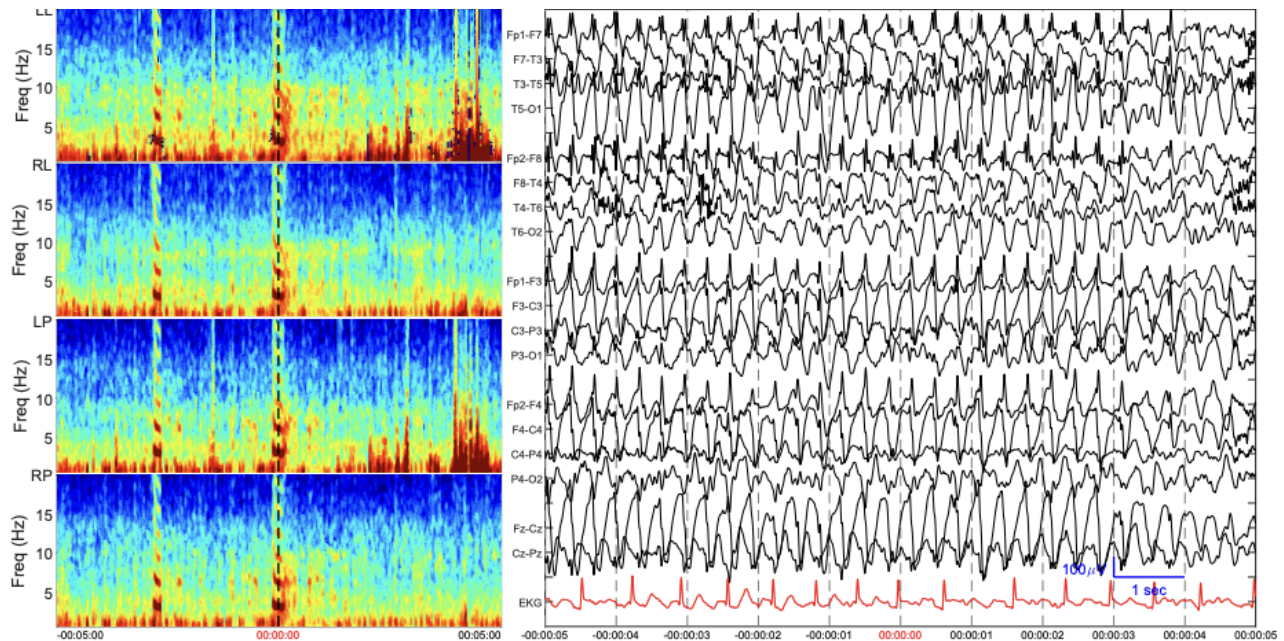 LL
Freq (Hz)
15
10
5
RL
Freq (Hz)
15
10
5
LP
Freq (Hz)
15
10
5
RP
Freq (Hz)
15
10
5
-00:05:00
00:00:00
00:05:00
Fp1-F7
F7-T3
T3-T5
T5-O1
Fp2-F8
F8-T4
T4-T6
T6-O2
Fp1-F3
F3-C3
C3-P3
P3-O1
Fp2-F4
F4-C4
C4-P4
P4-O2
Fz-Cz
Cz-Pz
100μV
1 sec
EKG
-00:00:05
-00:00:04
-00:00:03
-00:00:02
-00:00:01
00:00:00
00:00:01
00:00:02
00:00:03
00:00:04